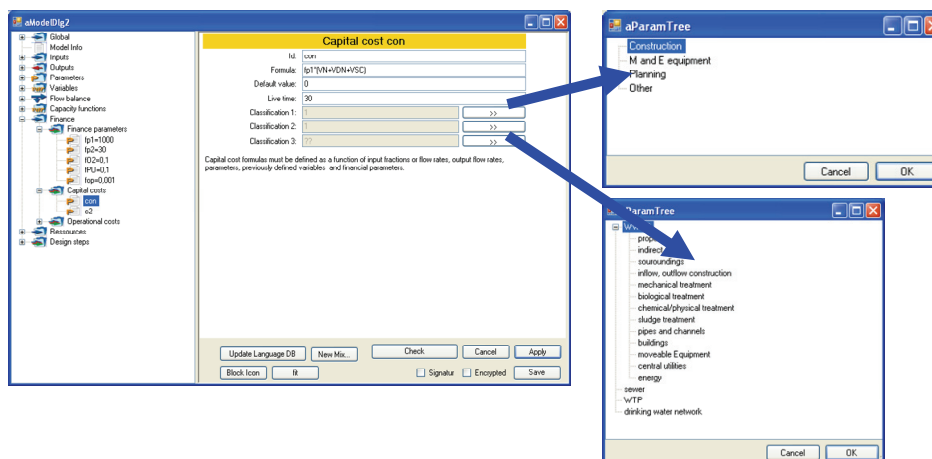 aModelDlg2
Global
Model Info
Inputs
Outputs
Parameters
Variables
Flow balance
Capacity functions
Finance
Finance parameters
fp1=1000
fp2=30
fO2=0,1
fPU=0,1
fop=0,001
Capital costs
con
o2
Operational costs
Ressources
Design steps
Capital cost con
Id: con
Formula: fp1*(VN+VDN+VSC)
Default value: 0
Live time: 30
Classification 1: 1 >>
Classification 2: 1 >>
Classification 3: ?? >>
Capital cost formulas must be defined as a function of input fractions or flow rates, output flow rates,
parameters, previously defined variables and financial parameters.
Update Language DB New Mix... Check Cancel Apply
Block Icon fit Signatur Encrypted Save
aParamTree
Construction
M and E equipment
Planning
Other
Cancel OK
aParamTree
indirect
souroundings
inflow, outflow construction
mechanical treatment
biological treatment
chemical/physical treatment
sludge treatment
pipes and channels
buildings
moveable Equipment
central utilities
energy
sewer
WTP
drinking water network
Cancel OK